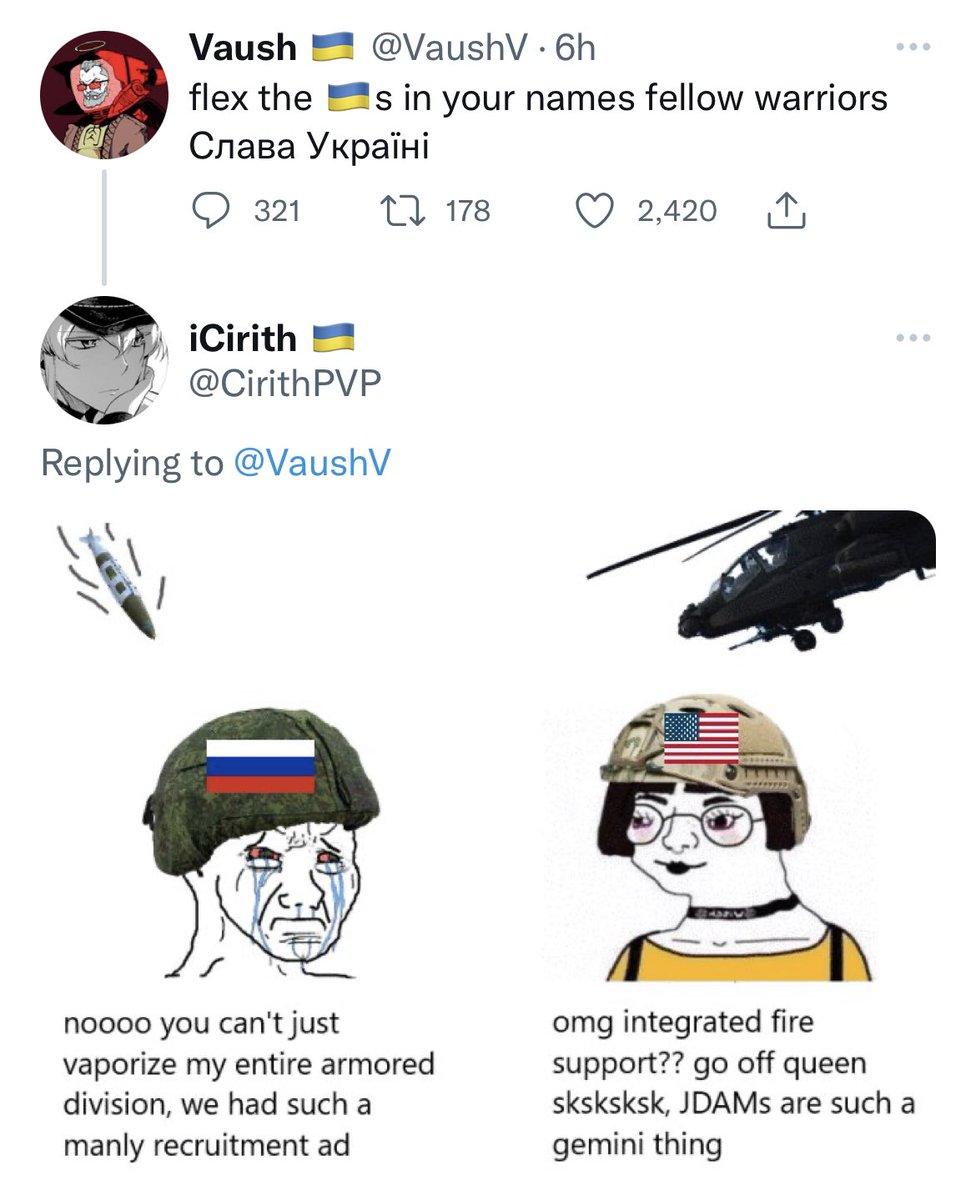 Vaush 🇺🇦 @VaushV · 6h
flex the 🇺🇦s in your names fellow warriors
Слава Україні
321 178 2,420
iCirith 🇺🇦
@CirithPVP
Replying to @VaushV
noooo you can't just
vaporize my entire armored
division, we had such a
manly recruitment ad
omg integrated fire
support?? go off queen
sksksksk, JDAMs are such a
gemini thing